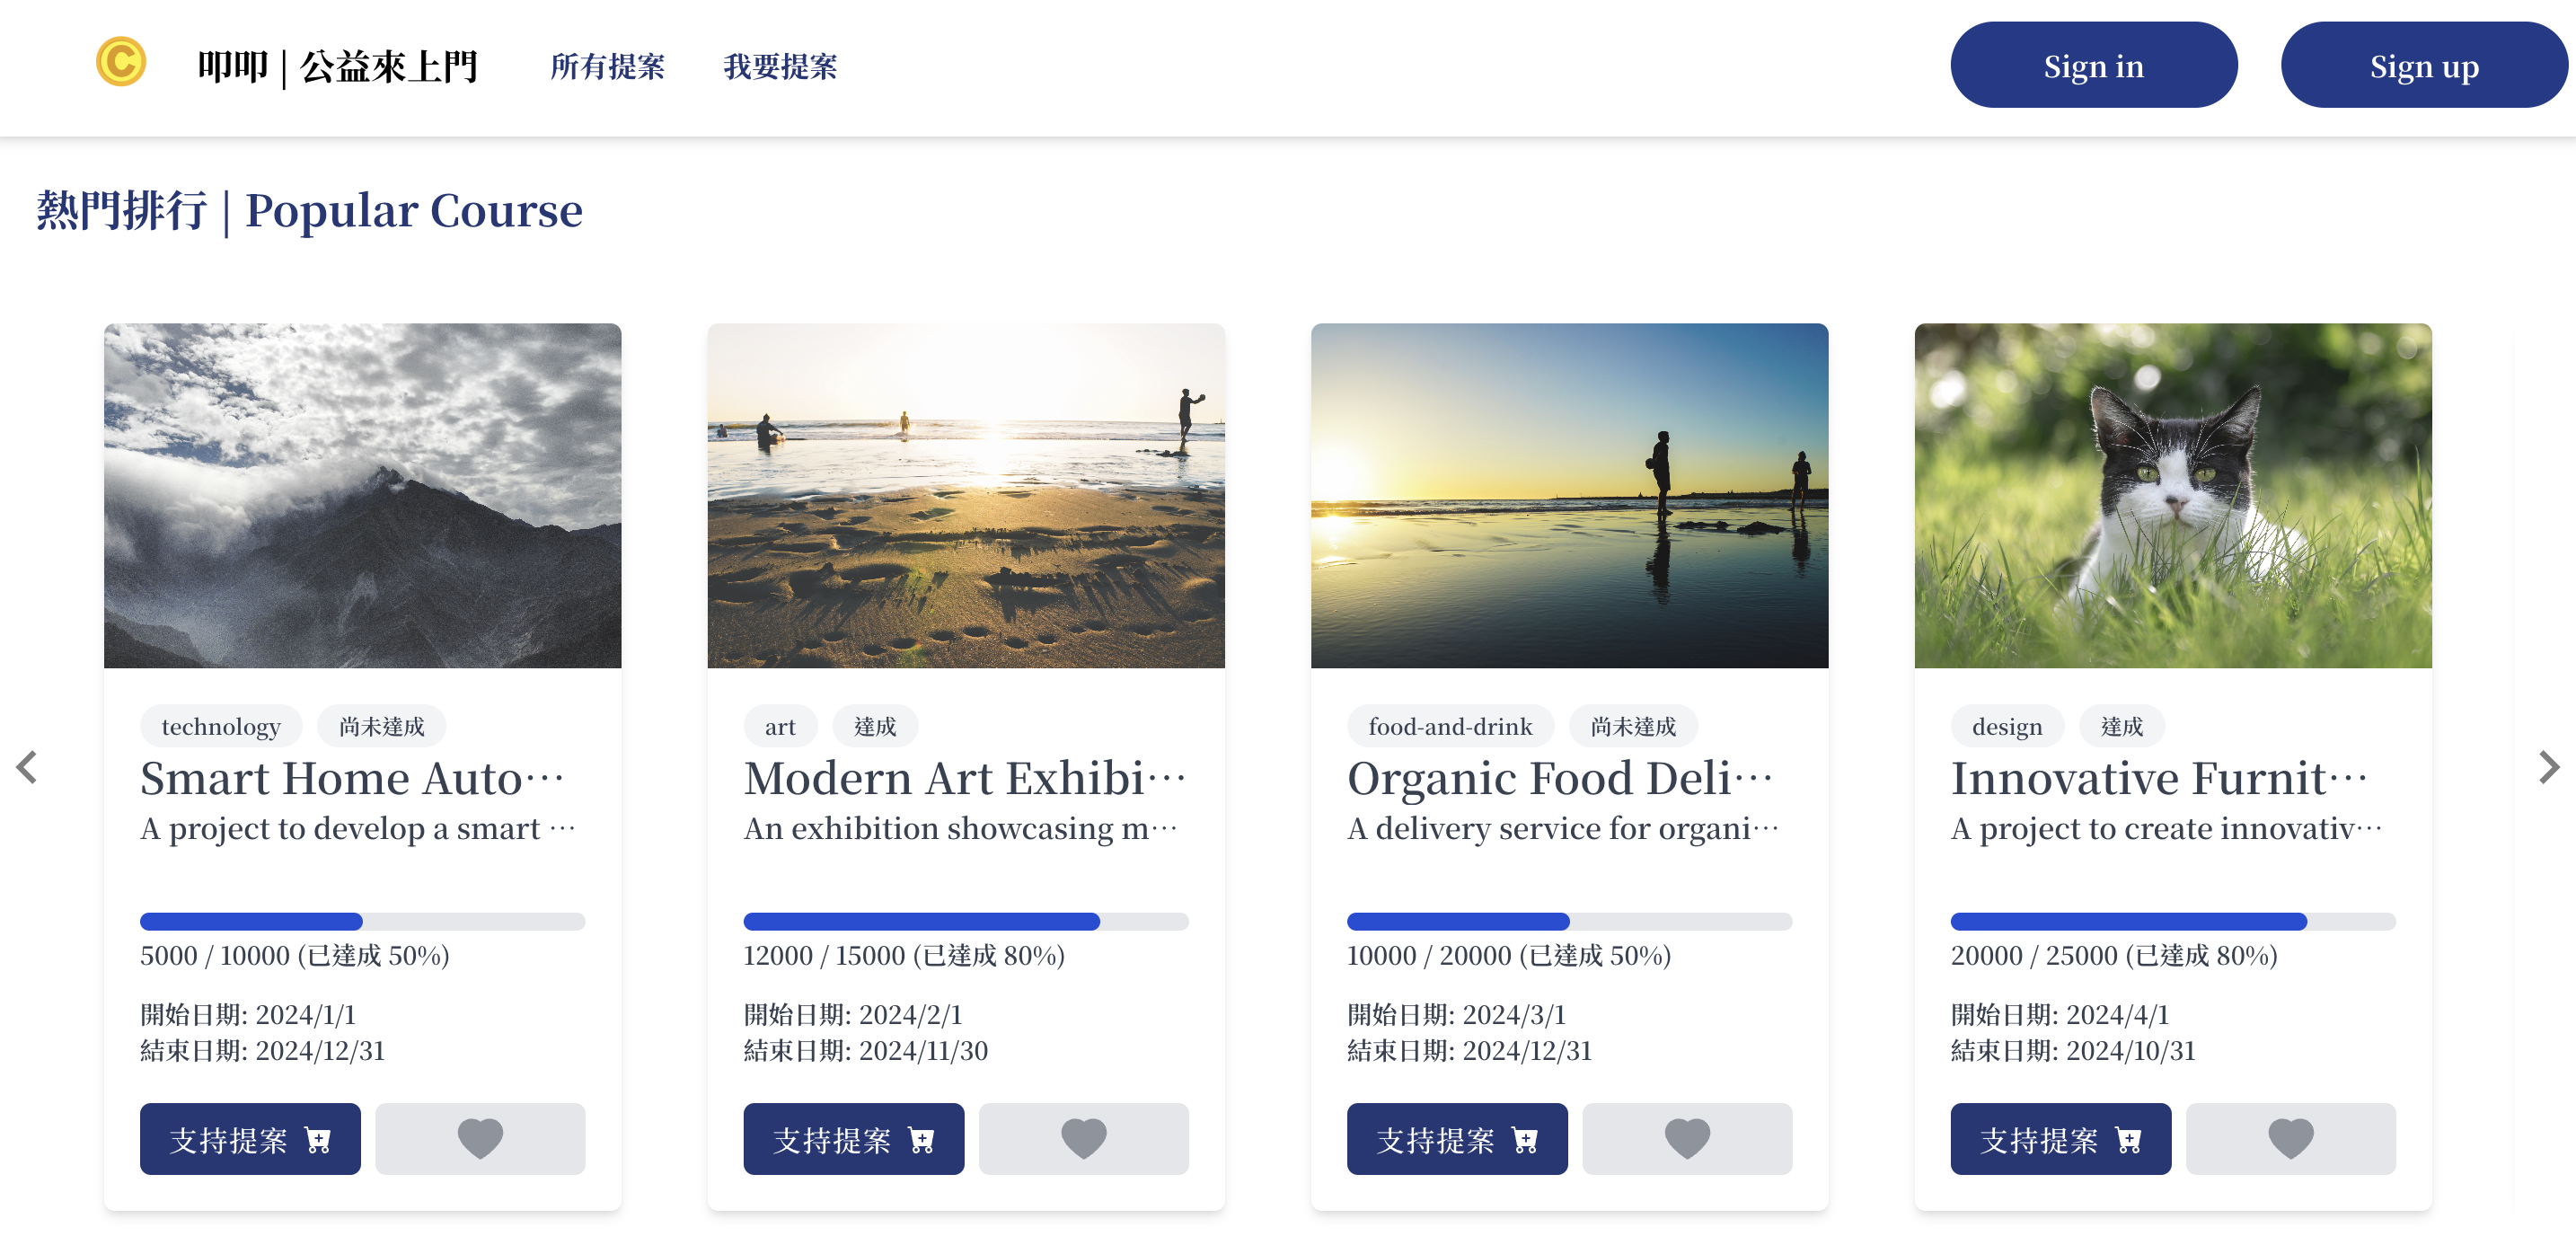 C
叩叩 | 公益來上門
所有提案
我要提案
Sign in
Sign up
熱門排行 | Popular Course
technology
尚未達成
Smart Home Auto…
A project to develop a smart …
5000 / 10000 (已達成 50%)
開始日期: 2024/1/1
結束日期: 2024/12/31
支持提案
art
達成
Modern Art Exhibi…
An exhibition showcasing m…
12000 / 15000 (已達成 80%)
開始日期: 2024/2/1
結束日期: 2024/11/30
支持提案
food-and-drink
尚未達成
Organic Food Deli…
A delivery service for organi…
10000 / 20000 (已達成 50%)
開始日期: 2024/3/1
結束日期: 2024/12/31
支持提案
design
達成
Innovative Furnit…
A project to create innovativ…
20000 / 25000 (已達成 80%)
開始日期: 2024/4/1
結束日期: 2024/10/31
支持提案